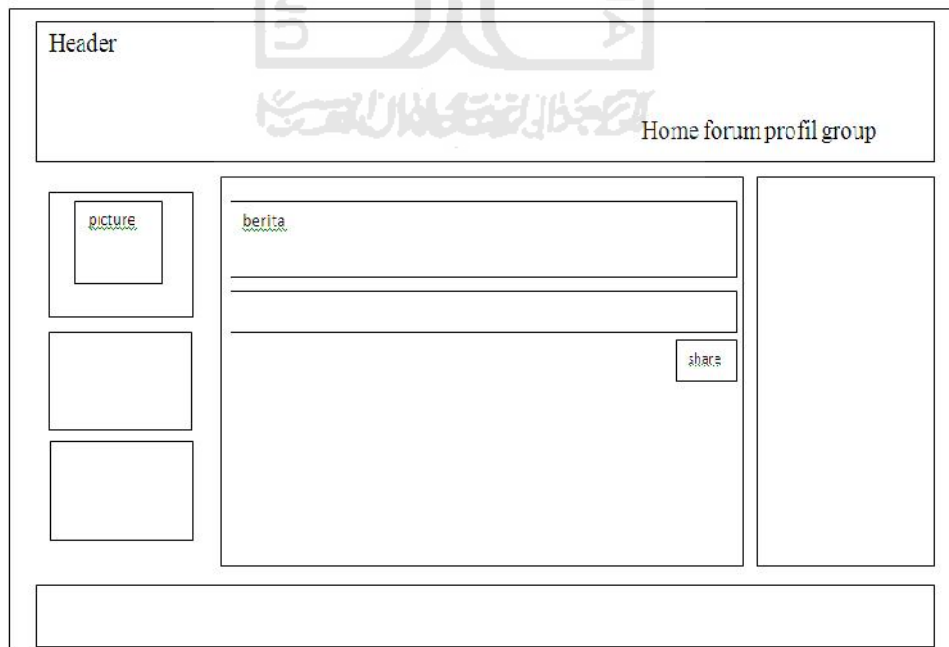 Header
Home forum profil group
picture
berita
share